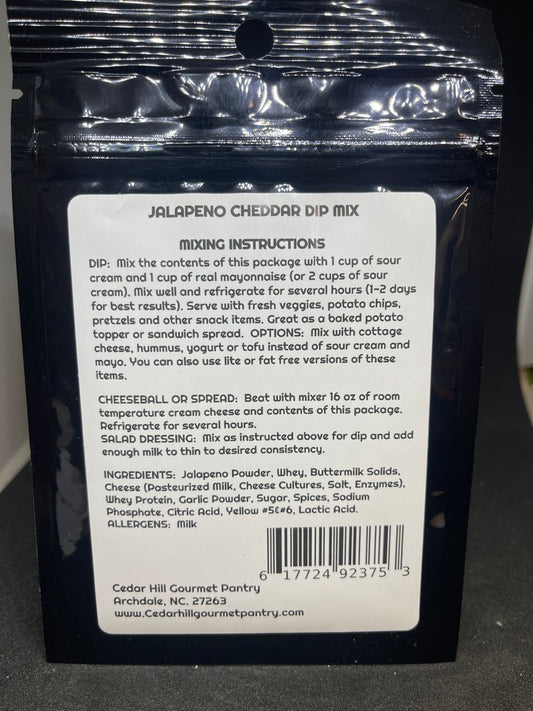 JALAPENO CHEDDAR DIP MIX
MIXING INSTRUCTIONS
DIP: Mix the contents of this package with 1 cup of sour
cream and 1 cup of real mayonnaise (or 2 cups of sour
cream). Mix well and refrigerate for several hours (1-2 days
for best results). Serve with fresh veggies, potato chips,
pretzels and other snack items. Great as a baked potato
topper or sandwich spread. OPTIONS: Mix with cottage
cheese, hummus, yogurt or tofu instead of sour cream and
mayo. You can also use lite or fat free versions of these
items.
CHEESEBALL OR SPREAD: Beat with mixer 16 oz of room
temperature cream cheese and contents of this package.
Refrigerate for several hours.
SALAD DRESSING: Mix as instructed above for dip and add
enough milk to thin to desired consistency.
INGREDIENTS: Jalapeno Powder, Whey, Buttermilk Solids,
Cheese (Pasteurized Milk, Cheese Cultures, Salt, Enzymes),
Whey Protein, Garlic Powder, Sugar, Spices, Sodium
Phosphate, Citric Acid, Yellow #5&#6, Lactic Acid.
ALLERGENS: Milk
6 17724 92375 3
Cedar Hill Gourmet Pantry
Archdale, NC. 27263
www.Cedarhillgourmetpantry.com